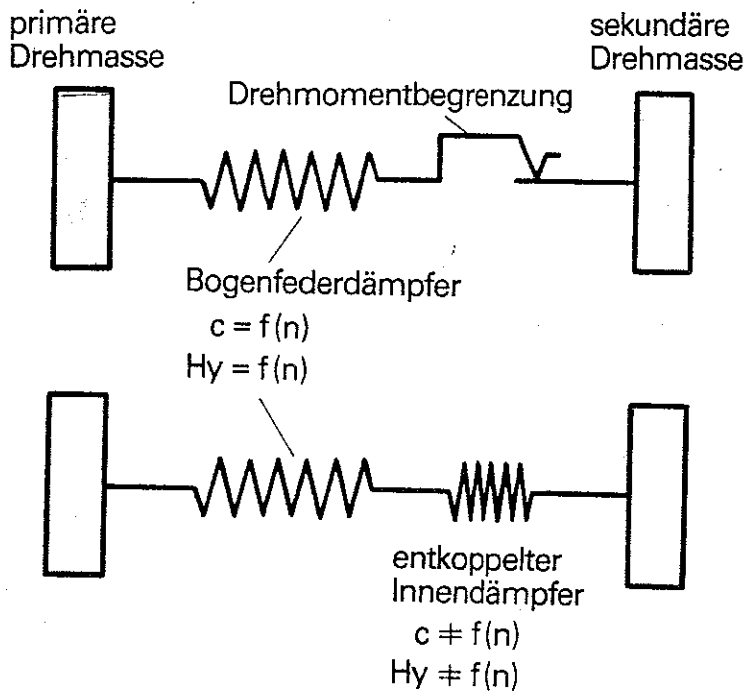 primäre
Drehmasse
sekundäre
Drehmasse
Drehmomentbegrenzung
Bogenfederdämpfer
c = f(n)
Hy = f(n)
entkoppelter
Innendämpfer
c ≠ f(n)
Hy ≠ f(n)